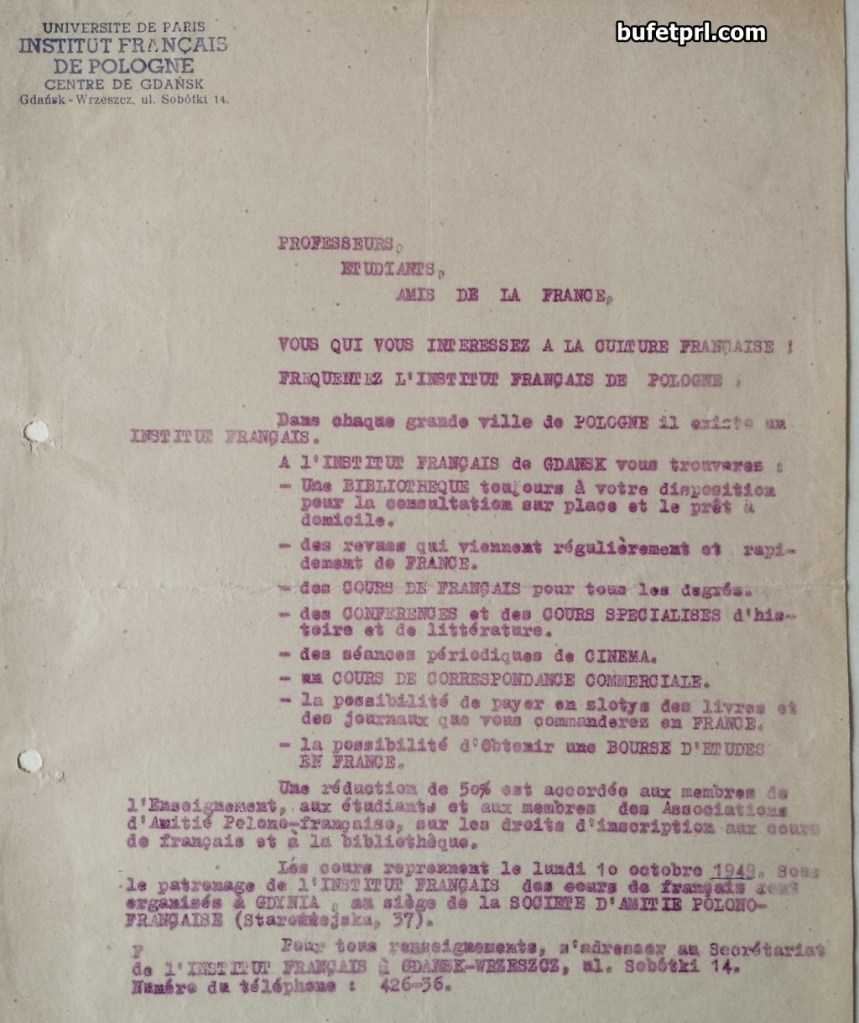 bufetprl.com
UNIVERSITE DE PARIS
INSTITUT FRANÇAIS
DE POLOGNE
CENTRE DE GDAŃSK
Gdańsk - Wrzeszcz, ul. Sobótki 14.
PROFESSEURS,
ETUDIANTS,
AMIS DE LA FRANCE,
VOUS QUI VOUS INTERESSEZ A LA CULTURE FRANÇAISE !
FREQUENTEZ L'INSTITUT FRANÇAIS DE POLOGNE :
Dans chaque grande ville de POLOGNE il existe un
INSTITUT FRANÇAIS.
A l'INSTITUT FRANÇAIS de GDANSK vous trouverez :
- Une BIBLIOTHEQUE toujours à votre disposition
pour la consultation sur place et le prêt à
domicile.
- des revues qui viennent régulièrement et rapi-
dement de FRANCE.
- des COURS DE FRANÇAIS pour tous les degrés.
- des CONFERENCES et des COURS SPECIALISES d'his-
toire et de littérature.
- des séances périodiques de CINEMA.
- un COURS DE CORRESPONDANCE COMMERCIALE.
- la possibilité de payer en zlotys des livres et
des journaux que vous commanderez en FRANCE.
- la possibilité d'Obtenir une BOURSE D'ETUDES
EN FRANCE.
Une réduction de 50% est accordée aux membres de
l'Enseignement, aux étudiants et aux membres des Associations
d'Amitié Polono-française, sur les droits d'inscription aux cours
de français et à la bibliothèque.
Lés cours reprennent le lundi 10 octobre 1949. Sous
le patronage de l'INSTITUT FRANÇAIS des cours de français sont
organisés à GDYNIA , au siège de la SOCIETE D'AMITIE POLONO-
FRANÇAISE (Staromiejska, 37).
P Pour tous renseignements, s'adresser au Secrétariat
de l'INSTITUT FRANÇAIS à GDANSK-WRZESZCZ, ul. Sobótki 14.
Numéro du téléphone : 426-36.